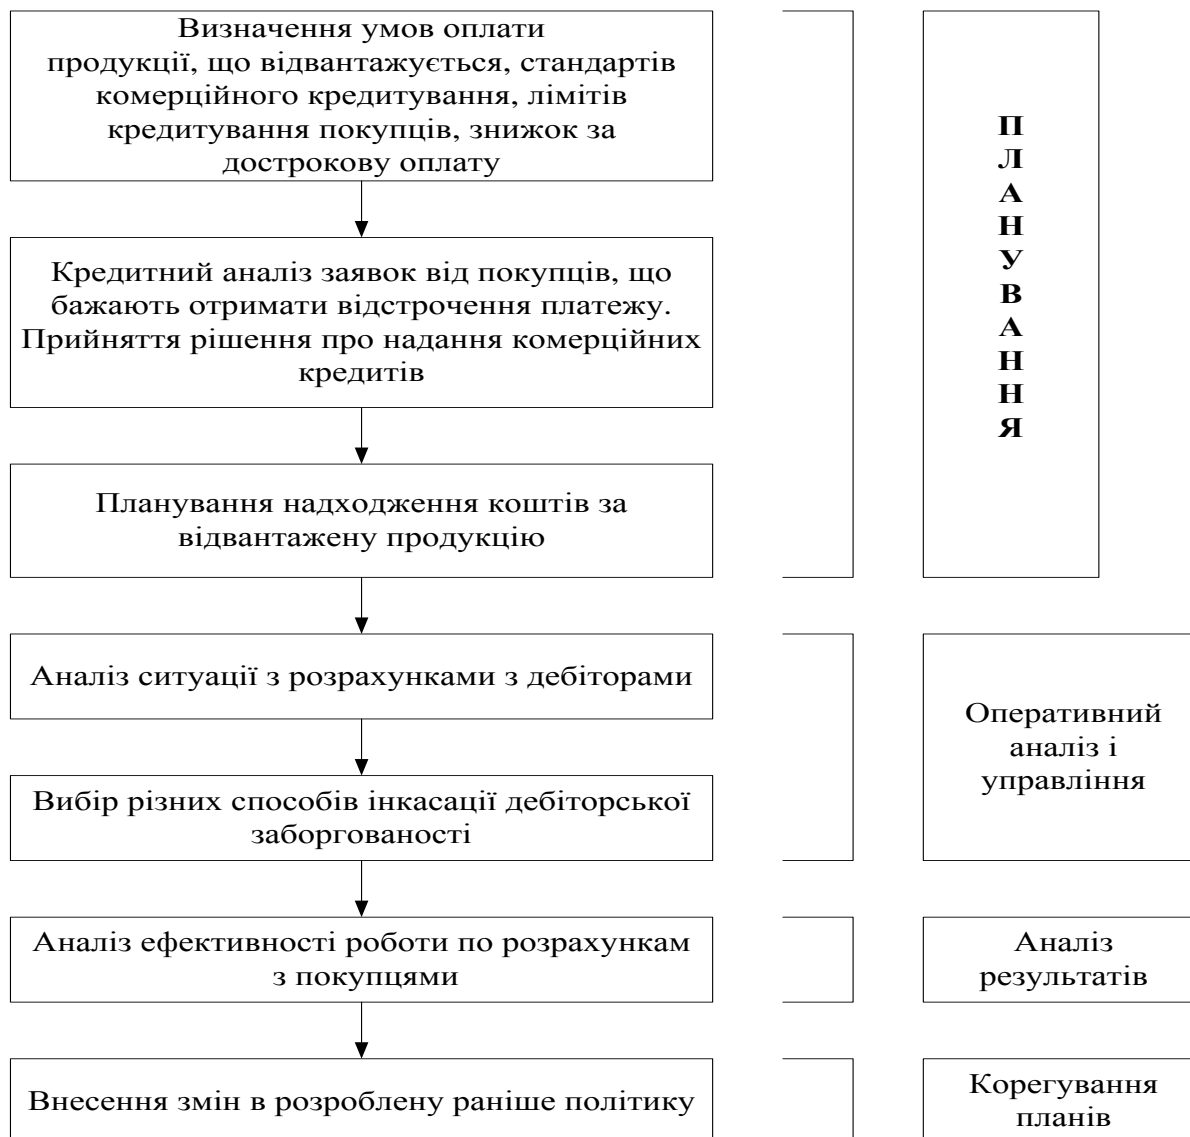 Визначення умов оплати
продукції, що відвантажується, стандартів
комерційного кредитування, лімітів
кредитування покупців, знижок за
дострокову оплату
П
Л
А
Н
У
В
А
Н
Н
Я
Кредитний аналіз заявок від покупців, що
бажають отримати відстрочення платежу.
Прийняття рішення про надання комерційних
кредитів
Планування надходження коштів за
відвантажену продукцію
Аналіз ситуації з розрахунками з дебіторами
Вибір різних способів інкасації дебіторської
заборгованості
Оперативний
аналіз і
управління
Аналіз ефективності роботи по розрахункам
з покупцями
Аналіз
результатів
Внесення змін в розроблену раніше політику
Корегування
планів